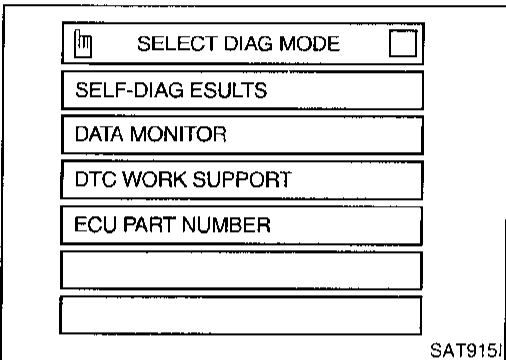 SELECT DIAG MODE
SELF-DIAG ESULTS
DATA MONITOR
DTC WORK SUPPORT
ECU PART NUMBER
SAT915I